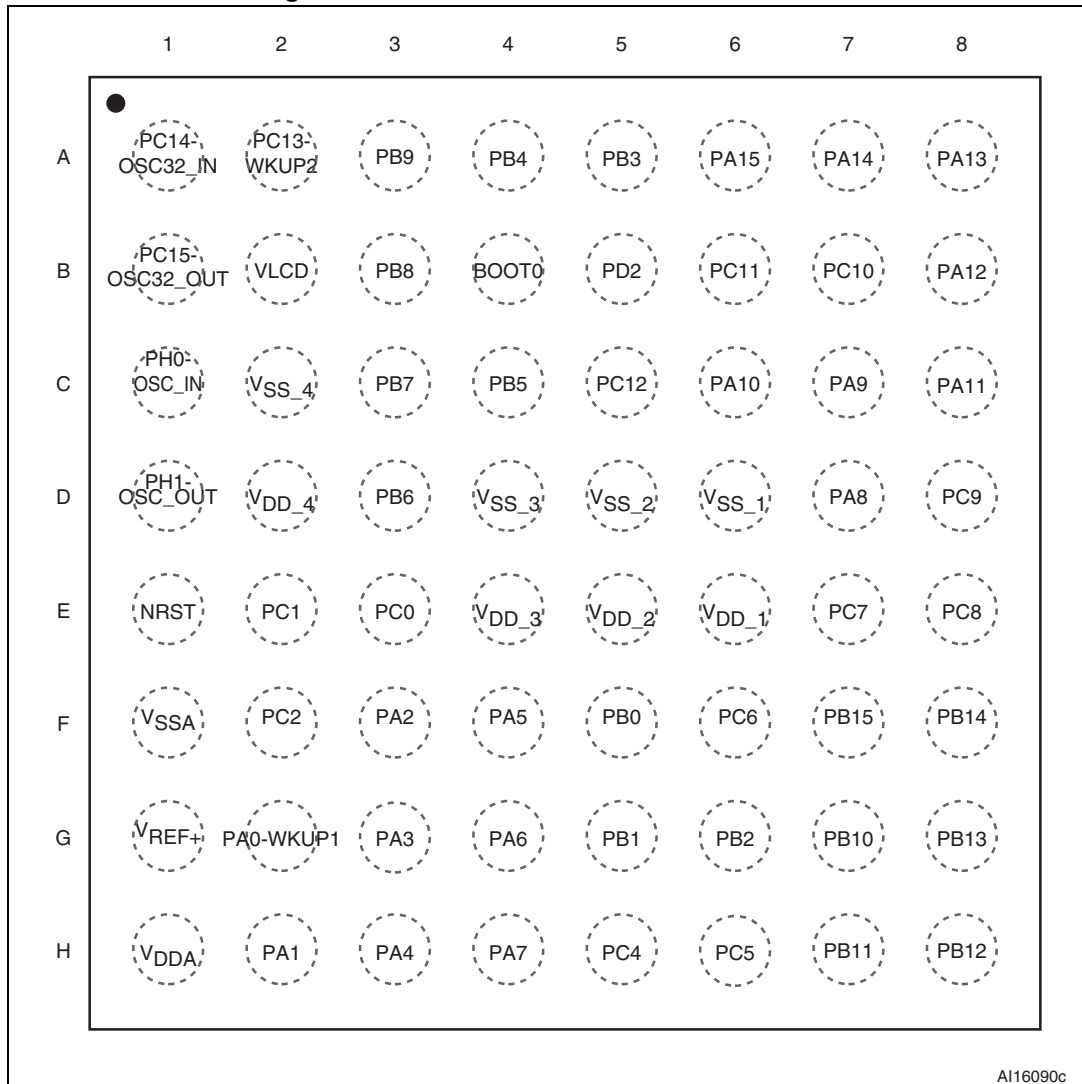 1 2 3 4 5 6 7 8
A PC14-OSC32_IN PC13-WKUP2 PB9 PB4 PB3 PA15 PA14 PA13
B PC15-OSC32_OUT VLCD PB8 BOOT0 PD2 PC11 PC10 PA12
C PH0-OSC_IN VSS_4 PB7 PB5 PC12 PA10 PA9 PA11
D PH1-OSC_OUT VDD_4 PB6 VSS_3 VSS_2 VSS_1 PA8 PC9
E NRST PC1 PC0 VDD_3 VDD_2 VDD_1 PC7 PC8
F VSSA PC2 PA2 PA5 PB0 PC6 PB15 PB14
G VREF+ PA0-WKUP1 PA3 PA6 PB1 PB2 PB10 PB13
H VDDA PA1 PA4 PA7 PC4 PC5 PB11 PB12
AI16090c